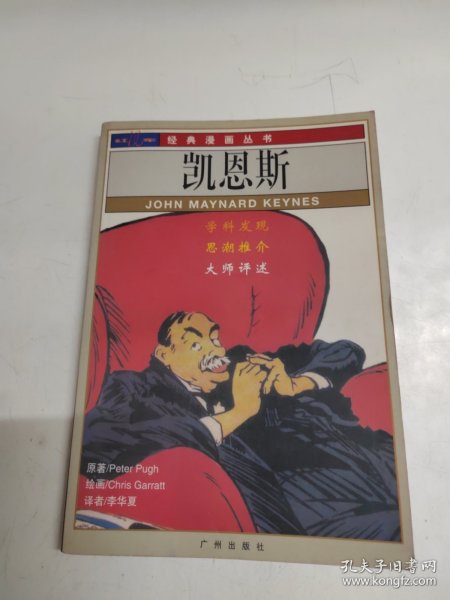 经典漫画丛书
凯恩斯
JOHN MAYNARD KEYNES
学科发现
思潮推介
大师评述
原著/Peter Pugh
绘画/Chris Garratt
译者/李华夏
广州出版社
孔夫子旧书网
www.kongfz.com